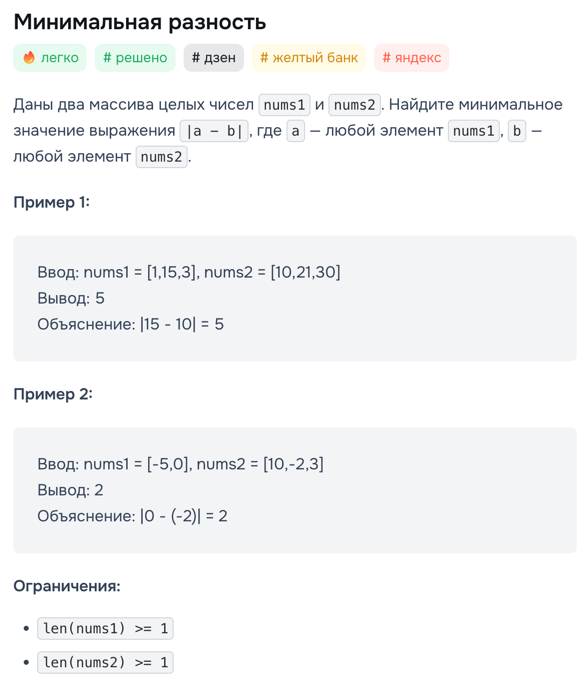 Минимальная разность
🔥 легко # решено # дзен # желтый банк # яндекс
Даны два массива целых чисел nums1 и nums2. Найдите минимальное
значение выражения |a - b|, где a — любой элемент nums1, b —
любой элемент nums2.
Пример 1:
Ввод: nums1 = [1,15,3], nums2 = [10,21,30]
Вывод: 5
Объяснение: |15 - 10| = 5
Пример 2:
Ввод: nums1 = [-5,0], nums2 = [10,-2,3]
Вывод: 2
Объяснение: |0 - (-2)| = 2
Ограничения:
• len(nums1) >= 1
• len(nums2) >= 1